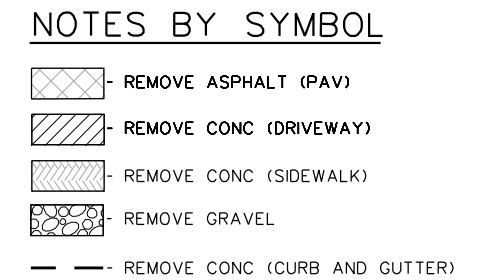 NOTES BY SYMBOL
- REMOVE ASPHALT (PAV)
- REMOVE CONC (DRIVEWAY)
- REMOVE CONC (SIDEWALK)
- REMOVE GRAVEL
- REMOVE CONC (CURB AND GUTTER)